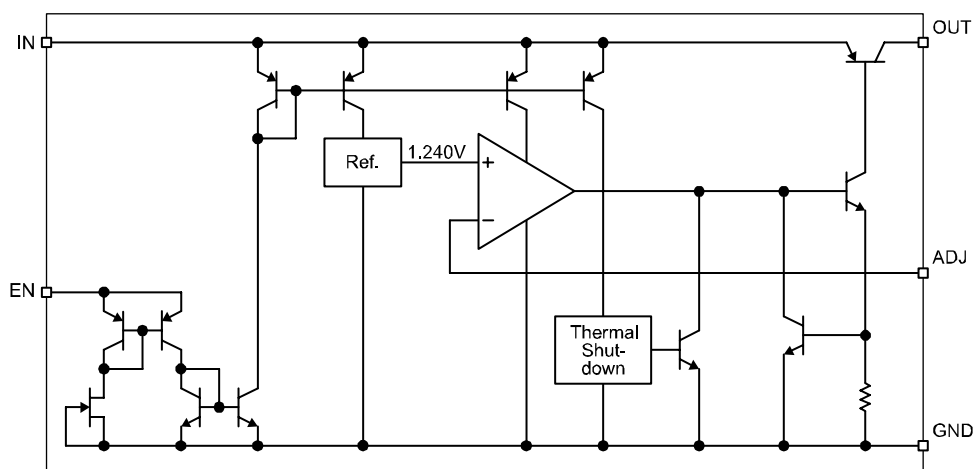 IN
OUT
Ref.
1.240V
+
−
ADJ
EN
Thermal
Shut-
down
GND